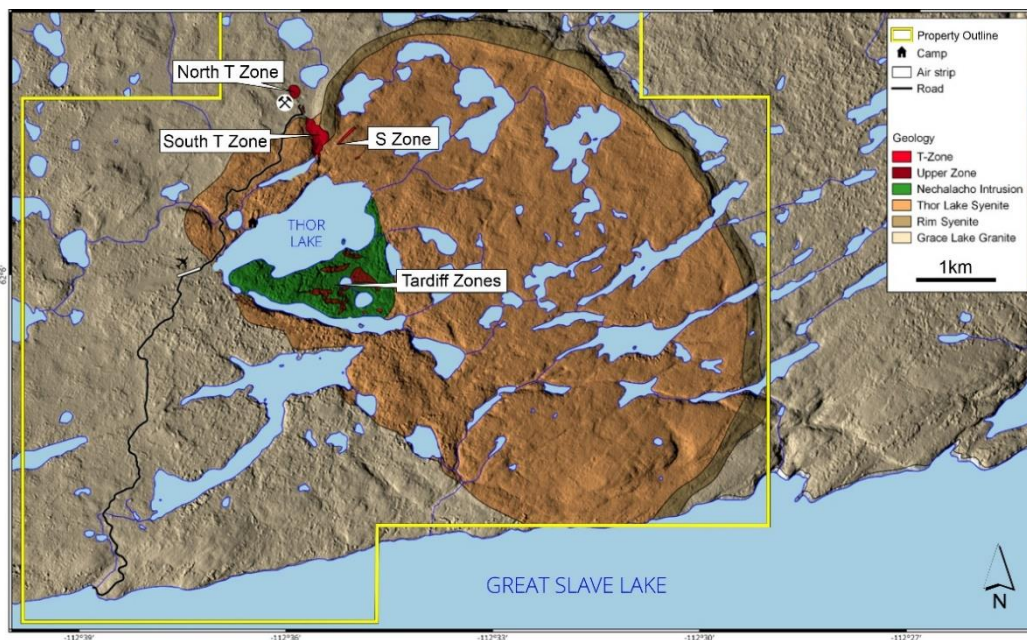 North T Zone
South T Zone
S Zone
THOR
LAKE
Tardiff Zones
GREAT SLAVE LAKE
Property Outline
Camp
Air strip
Road
Geology
T-Zone
Upper Zone
Nechalacho Intrusion
Thor Lake Syenite
Rim Syenite
Grace Lake Granite
1km
N
62°6'
-112°39'
-112°36'
-112°33'
-112°30'
-112°27'